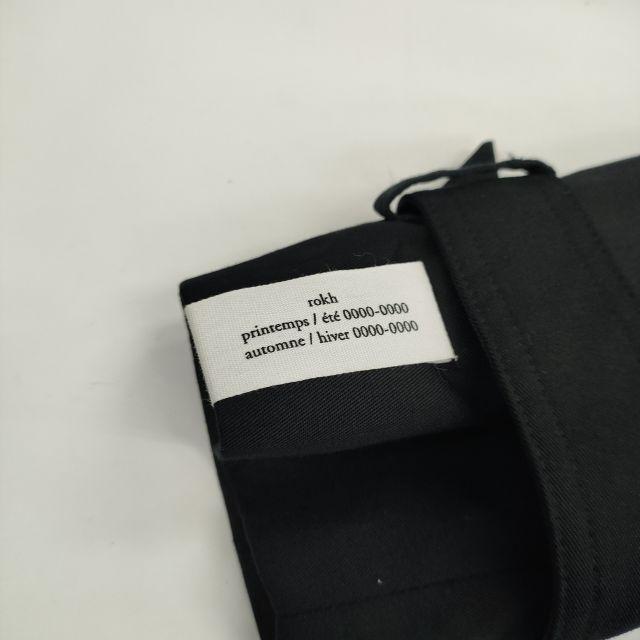 rokh
printemps / été 0000-0000
automne / hiver 0000-0000